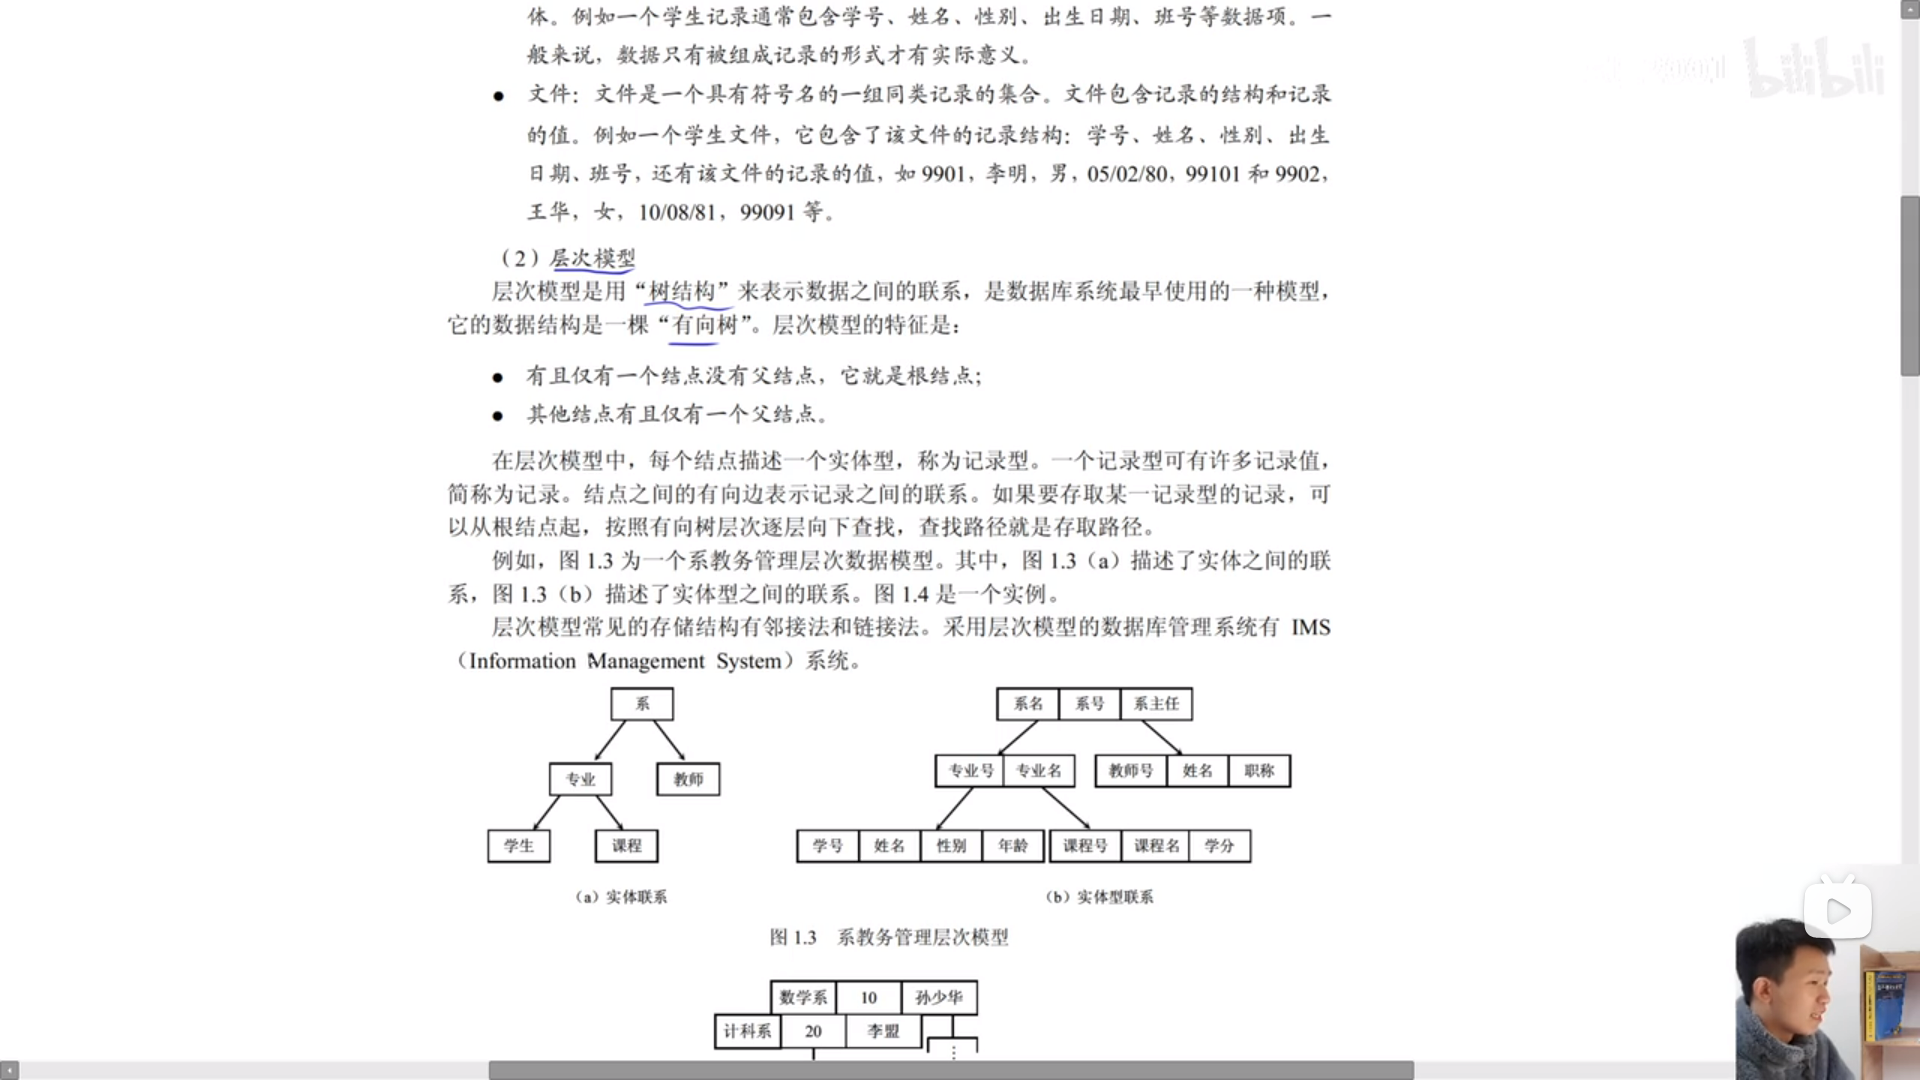 体。例如一个学生记录通常包含学号、姓名、性别、出生日期、班号等数据项。一
般来说，数据只有被组成记录的形式才有实际意义。
bilibili
● 文件：文件是一个具有符号名的一组同类记录的集合。文件包含记录的结构和记录
的值。例如一个学生文件，它包含了该文件的记录结构：学号、姓名、性别、出生
日期、班号，还有该文件的记录的值，如 9901，李明，男，05/02/80，99101 和 9902，
王华，女，10/08/81，99091 等。
（2）层次模型
层次模型是用“树结构”来表示数据之间的联系，是数据库系统最早使用的一种模型，
它的数据结构是一棵“有向树”。层次模型的特征是：
● 有且仅有一个结点没有父结点，它就是根结点；
● 其他结点有且仅有一个父结点。
在层次模型中，每个结点描述一个实体型，称为记录型。一个记录型可有许多记录值，
简称为记录。结点之间的有向边表示记录之间的联系。如果要存取某一记录型的记录，可
以从根结点起，按照有向树层次逐层向下查找，查找路径就是存取路径。
例如，图 1.3 为一个系教务管理层次数据模型。其中，图 1.3（a）描述了实体之间的联
系，图 1.3（b）描述了实体型之间的联系。图 1.4 是一个实例。
层次模型常见的存储结构有邻接法和链接法。采用层次模型的数据库管理系统有 IMS
（Information Management System）系统。
系
专业 教师
学生 课程
（a）实体联系
系名 系号 系主任
专业号 专业名 教师号 姓名 职称
学号 姓名 性别 年龄 课程号 课程名 学分
（b）实体型联系
图 1.3 系教务管理层次模型
数学系 10 孙少华
计科系 20 李盟